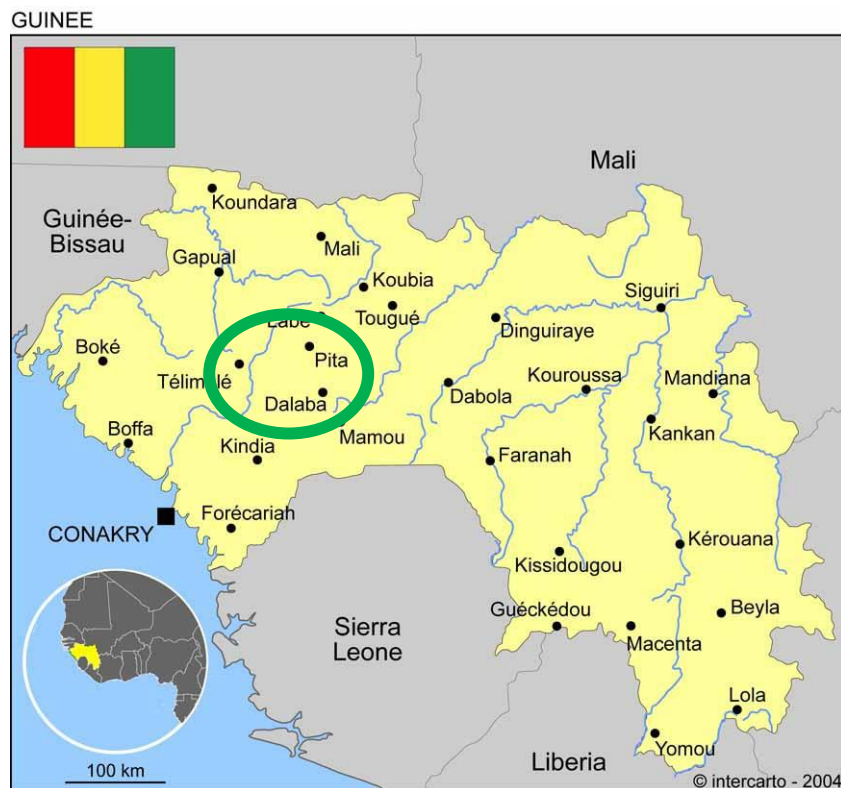 GUINEE
Mali
Koundara
Guinée-
Bissau
Mali
Gapual
Koubia
Siguiri
Labé
Tougué
Dinguiraye
Boké
Pita
Télimélé
Kouroussa
Mandiana
Dalaba
Dabola
Boffa
Mamou
Kankan
Kindia
Faranah
Forécariah
CONAKRY
Kérouana
Kissidougou
Guéckédou
Beyla
Sierra
Leone
Macenta
Lola
Yomou
Liberia
100 km
© intercarto - 2004